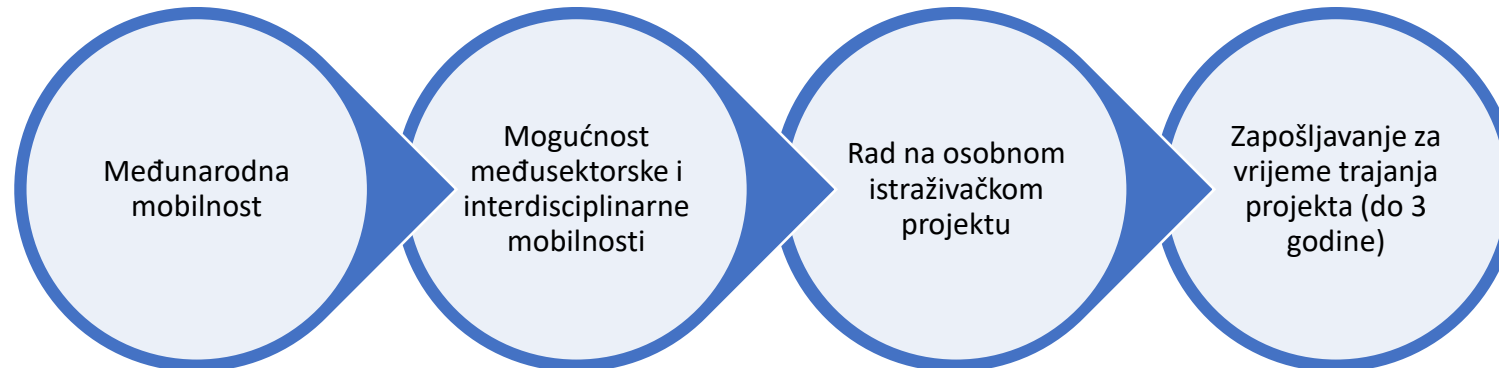 Međunarodna
mobilnost
Mogućnost
međusektorske i
interdisciplinarne
mobilnosti
Rad na osobnom
istraživačkom
projektu
Zapošljavanje za
vrijeme trajanja
projekta (do 3
godine)